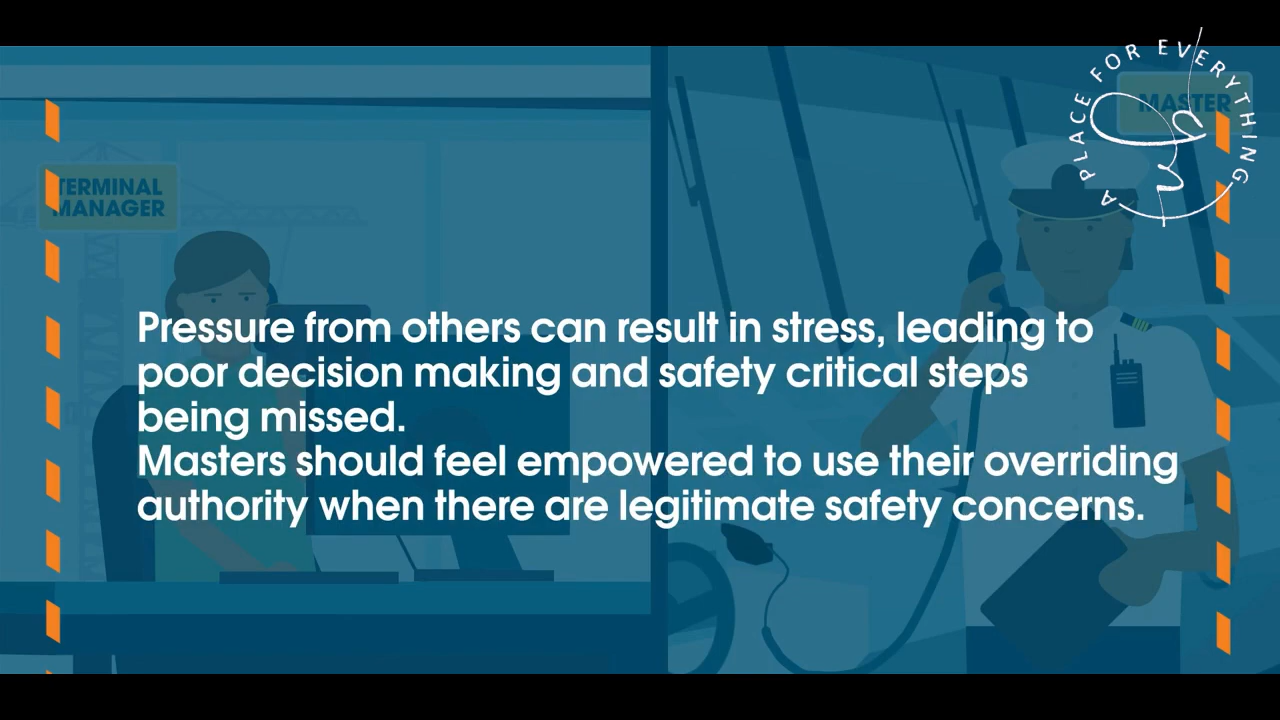 A PLACE FOR EVERYTHING
MASTER
TERMINAL
MANAGER
Pressure from others can result in stress, leading to
poor decision making and safety critical steps
being missed.
Masters should feel empowered to use their overriding
authority when there are legitimate safety concerns.